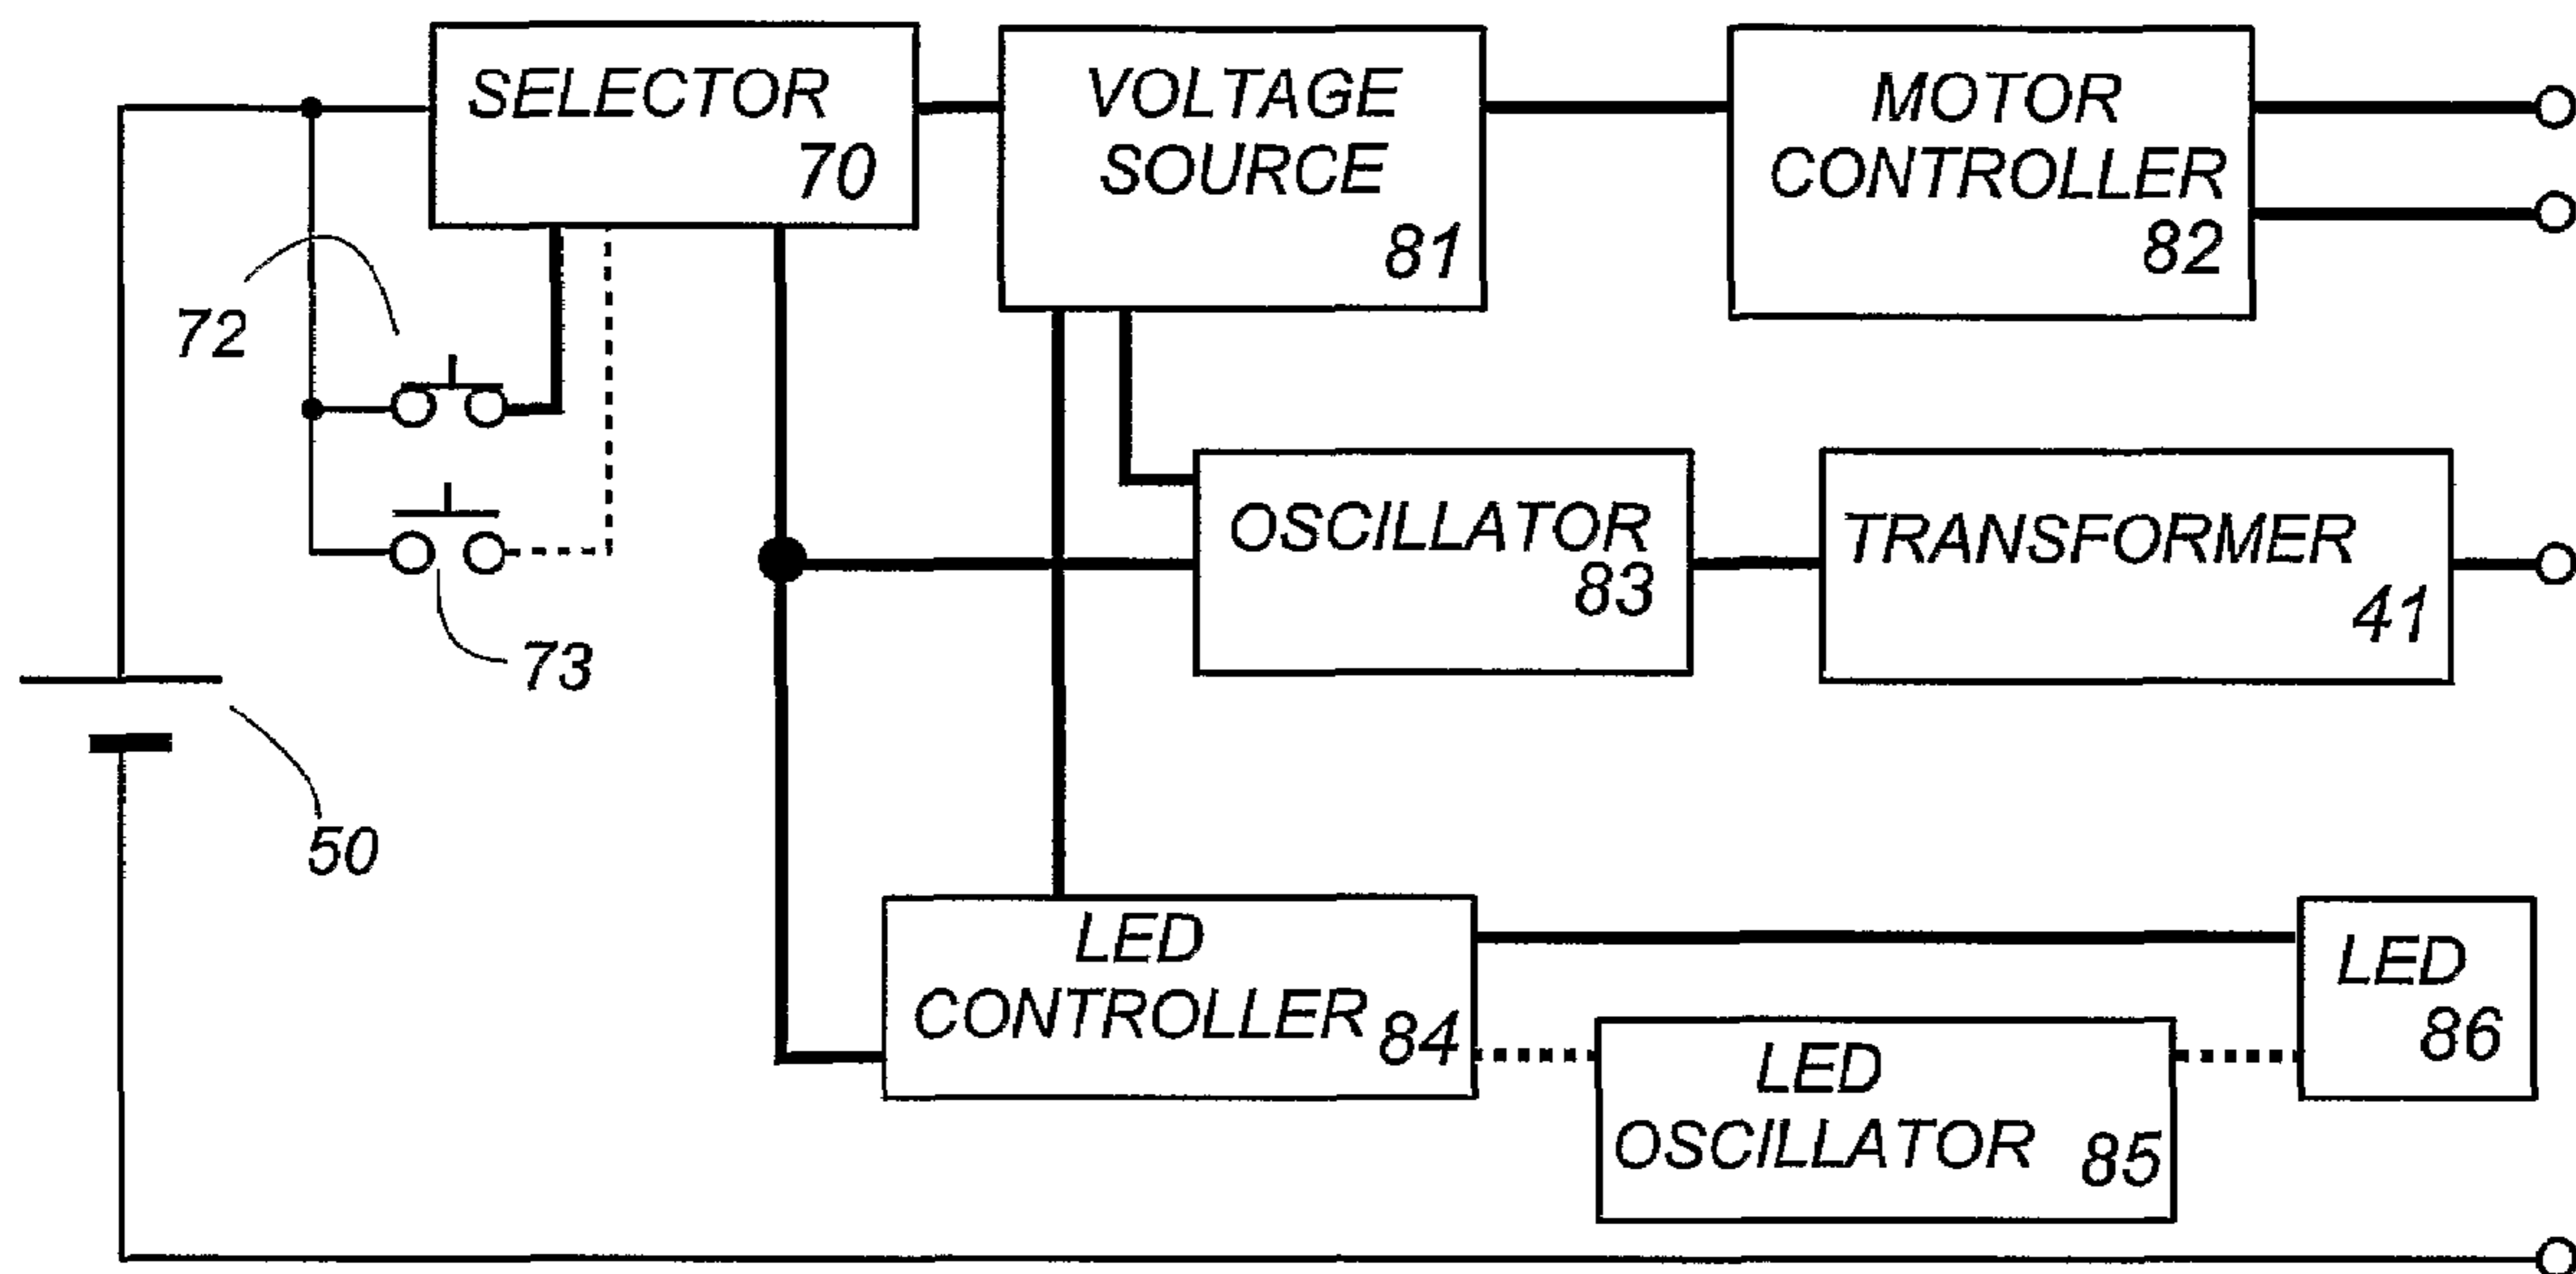 SELECTOR
70
VOLTAGE
SOURCE
81
MOTOR
CONTROLLER
82
72
73
50
OSCILLATOR
83
TRANSFORMER
41
LED
CONTROLLER 84
LED
OSCILLATOR 85
LED
86